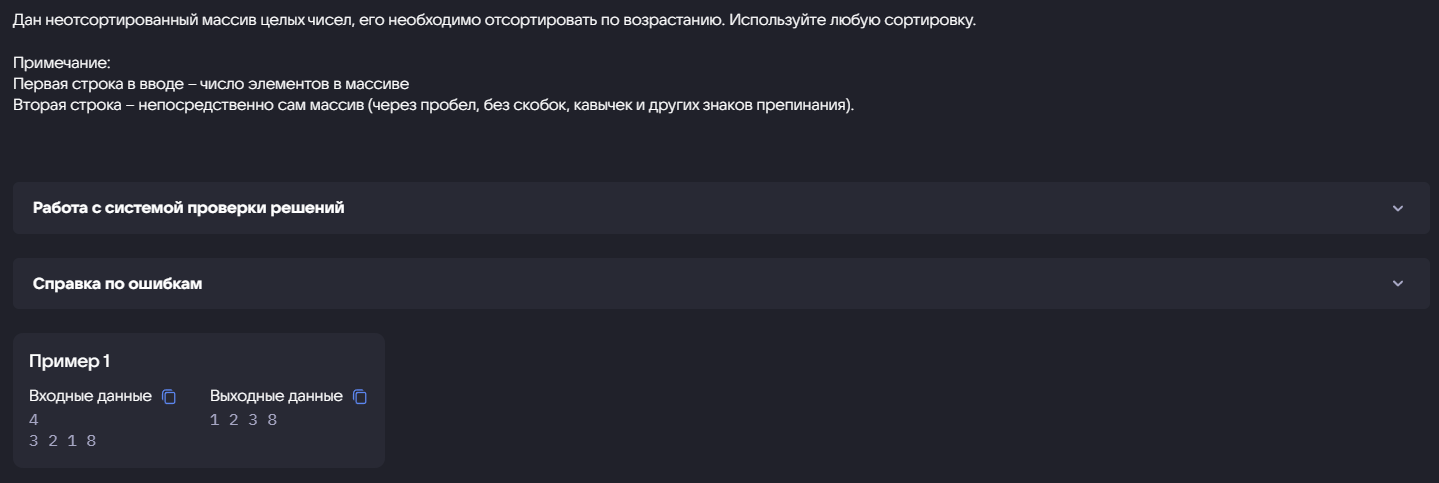 Дан неотсортированный массив целых чисел, его необходимо отсортировать по возрастанию. Используйте любую сортировку.
Примечание:
Первая строка в вводе – число элементов в массиве
Вторая строка – непосредственно сам массив (через пробел, без скобок, кавычек и других знаков препинания).
Работа с системой проверки решений
Справка по ошибкам
Пример 1
Входные данные Выходные данные
4 1 2 3 8
3 2 1 8